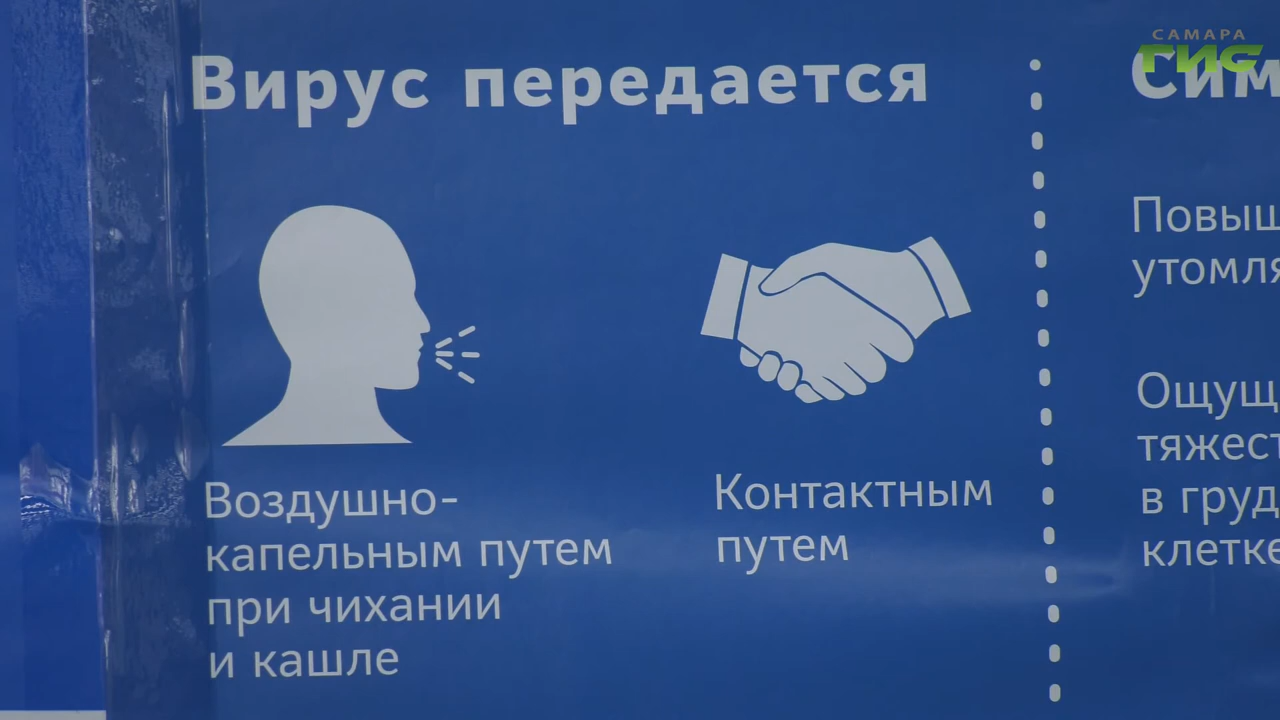 САМАРА
ГИС
Вирус передается
Воздушно-
капельным путем
при чихании
и кашле
Контактным
путем
Сим
Повыш
утомля
Ощущ
тяжест
в груд
клетке